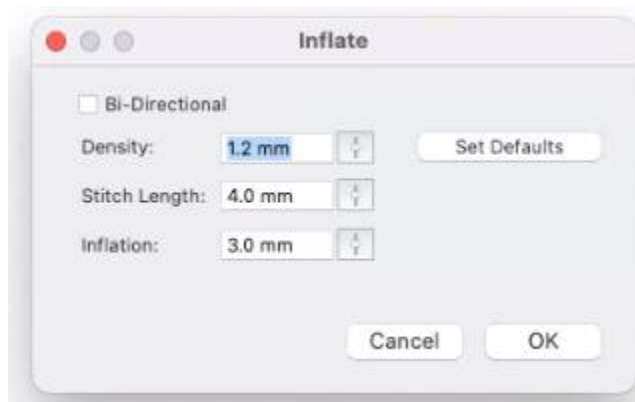 Inflate
Bi-Directional
Density: 1.2 mm Set Defaults
Stitch Length: 4.0 mm
Inflation: 3.0 mm
Cancel OK